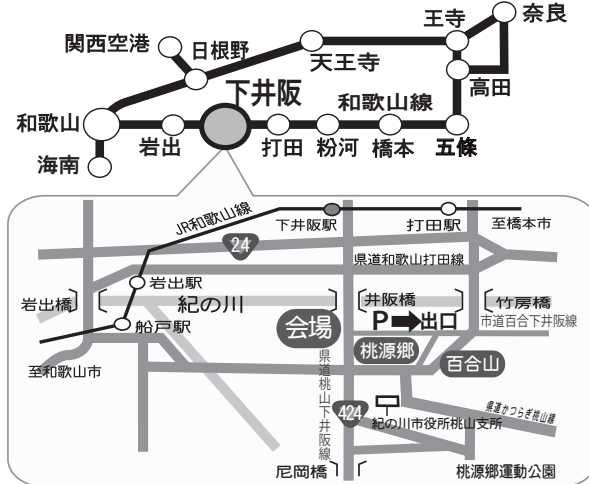 王寺
奈良
関西空港
日根野
天王寺
高田
下井阪
和歌山線
和歌山
岩出
打田
粉河
橋本
五條
海南
JR和歌山線
下井阪駅
打田駅
至橋本市
24
県道和歌山打田線
岩出駅
岩出橋
紀の川
井阪橋
竹房橋
会場
P
出口
市道百合下井阪線
船戸駅
桃源郷
百合山
至和歌山市
県道桃山下井阪線
424
県道かつらぎ桃山線
紀の川市役所桃山支所
尼岡橋
桃源郷運動公園